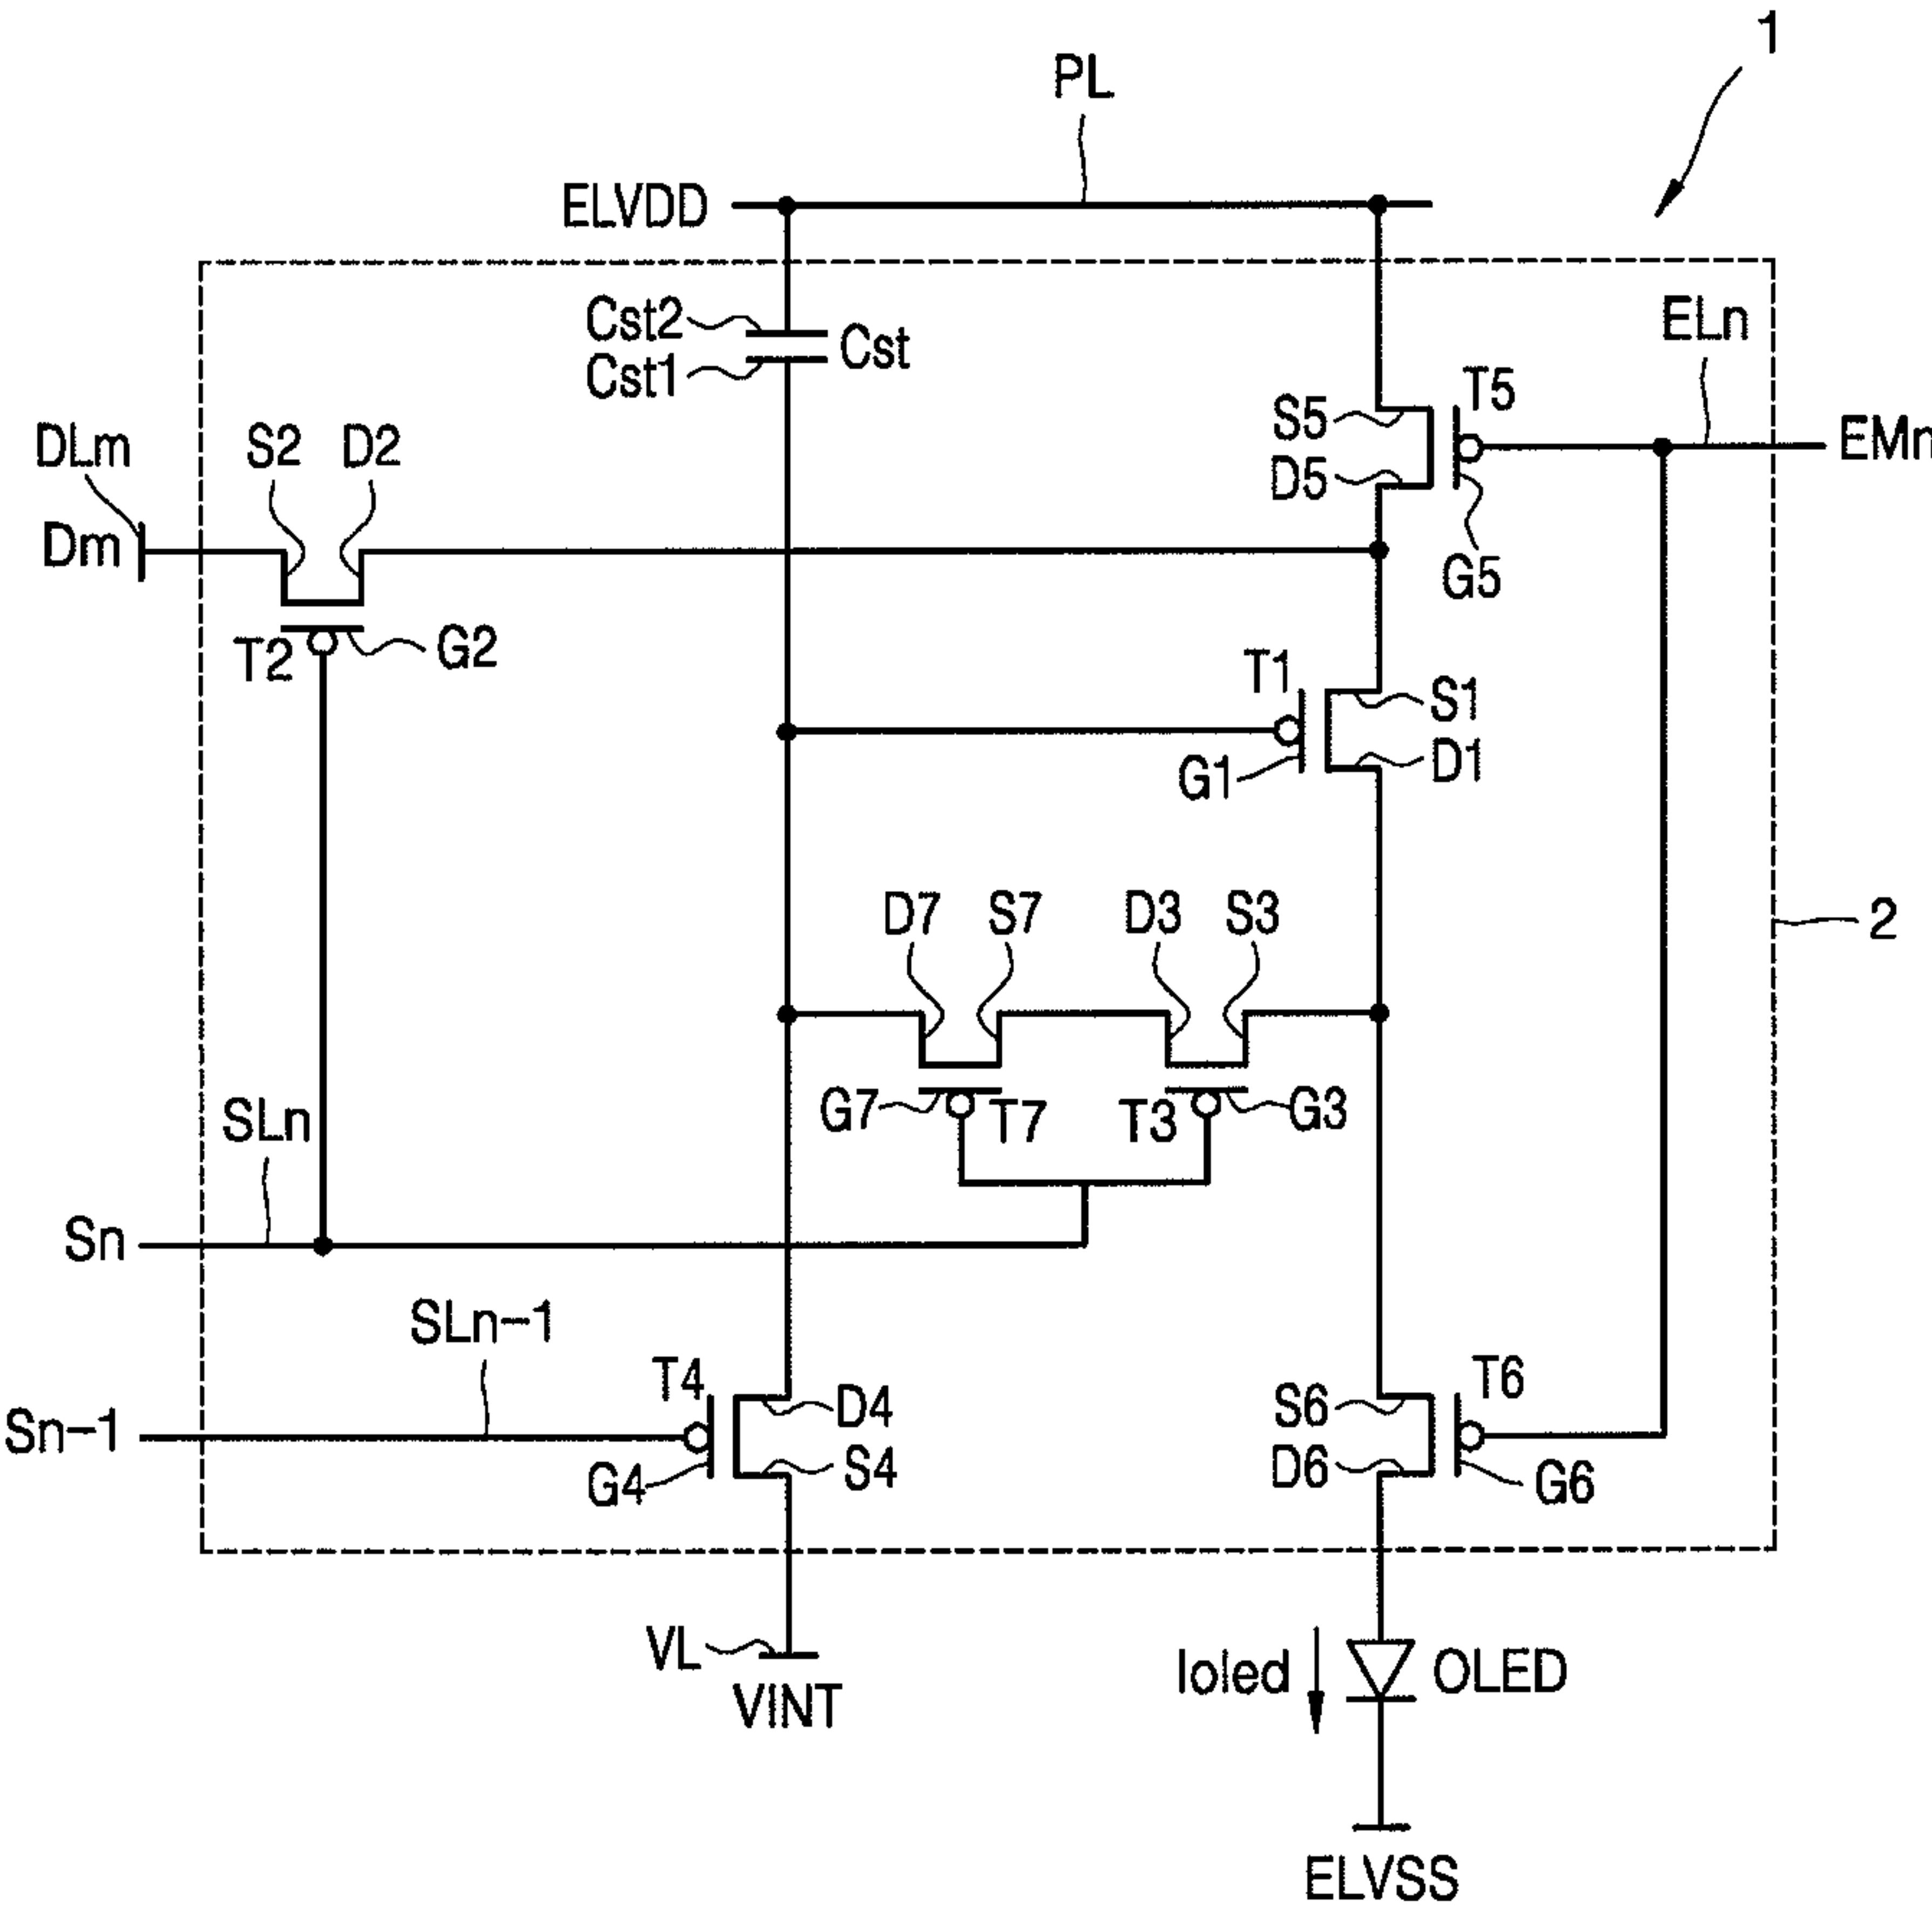 1
PL
ELVDD
Cst2
Cst
Cst1
ELn
T5
S5
EMn
D5
G5
DLm
S2
D2
Dm
T2
G2
T1
S1
G1
D1
D7
S7
D3
S3
2
G7
T7
T3
G3
SLn
Sn
SLn-1
T4
D4
S6
T6
Sn-1
G4
S4
D6
G6
VL
VINT
Ioled
OLED
ELVSS